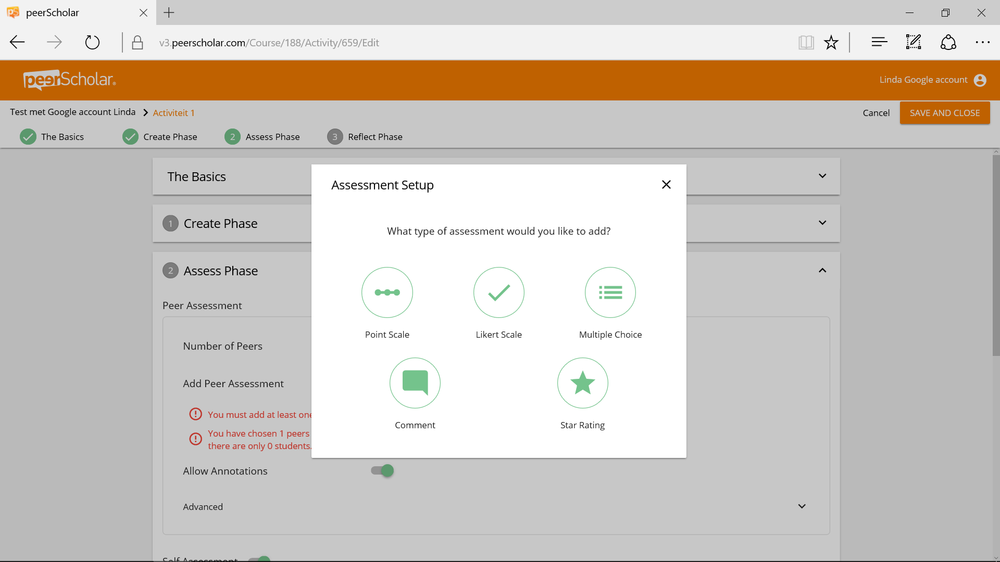 peerScholar
v3.peerscholar.com/Course/188/Activity/659/Edit
peerScholar®
Linda Google account
Test met Google account Linda
Activiteit 1
Cancel
SAVE AND CLOSE
The Basics
Create Phase
2 Assess Phase
3 Reflect Phase
The Basics
1 Create Phase
2 Assess Phase
Peer Assessment
Number of Peers
Add Peer Assessment
You must add at least one
You have chosen 1 peers
there are only 0 students.
Allow Annotations
Advanced
Self Assessment
Assessment Setup
What type of assessment would you like to add?
Point Scale
Likert Scale
Multiple Choice
Comment
Star Rating